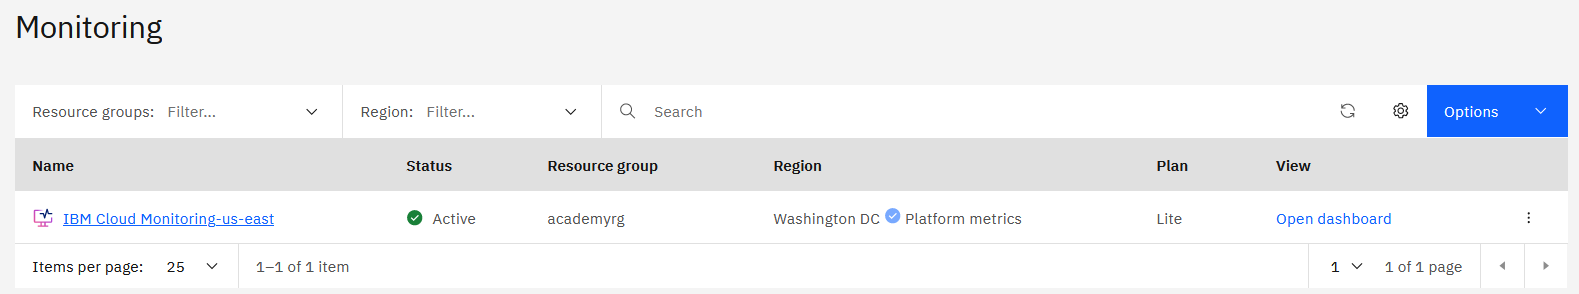 Monitoring
Resource groups: Filter... Region: Filter... Search Options
Name Status Resource group Region Plan View
IBM Cloud Monitoring-us-east Active academyrg Washington DC Platform metrics Lite Open dashboard
Items per page: 25 1–1 of 1 item 1 1 of 1 page